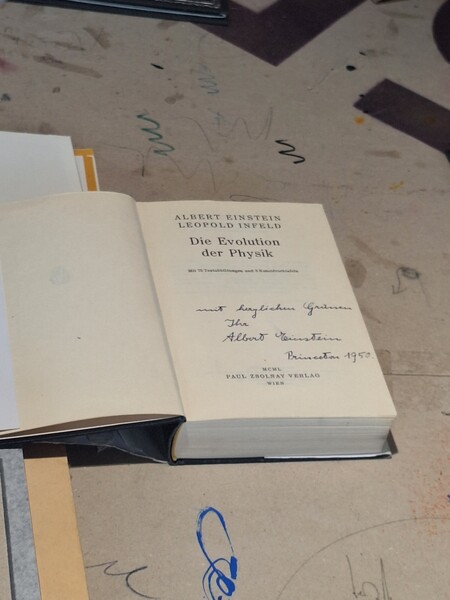 ALBERT EINSTEIN
LEOPOLD INFELD
Die Evolution
der Physik
mit herzlichen Grüssen
Ihr
Albert Einstein
Princeton 1950
MCML
PAUL ZSOLNAY VERLAG
WIEN